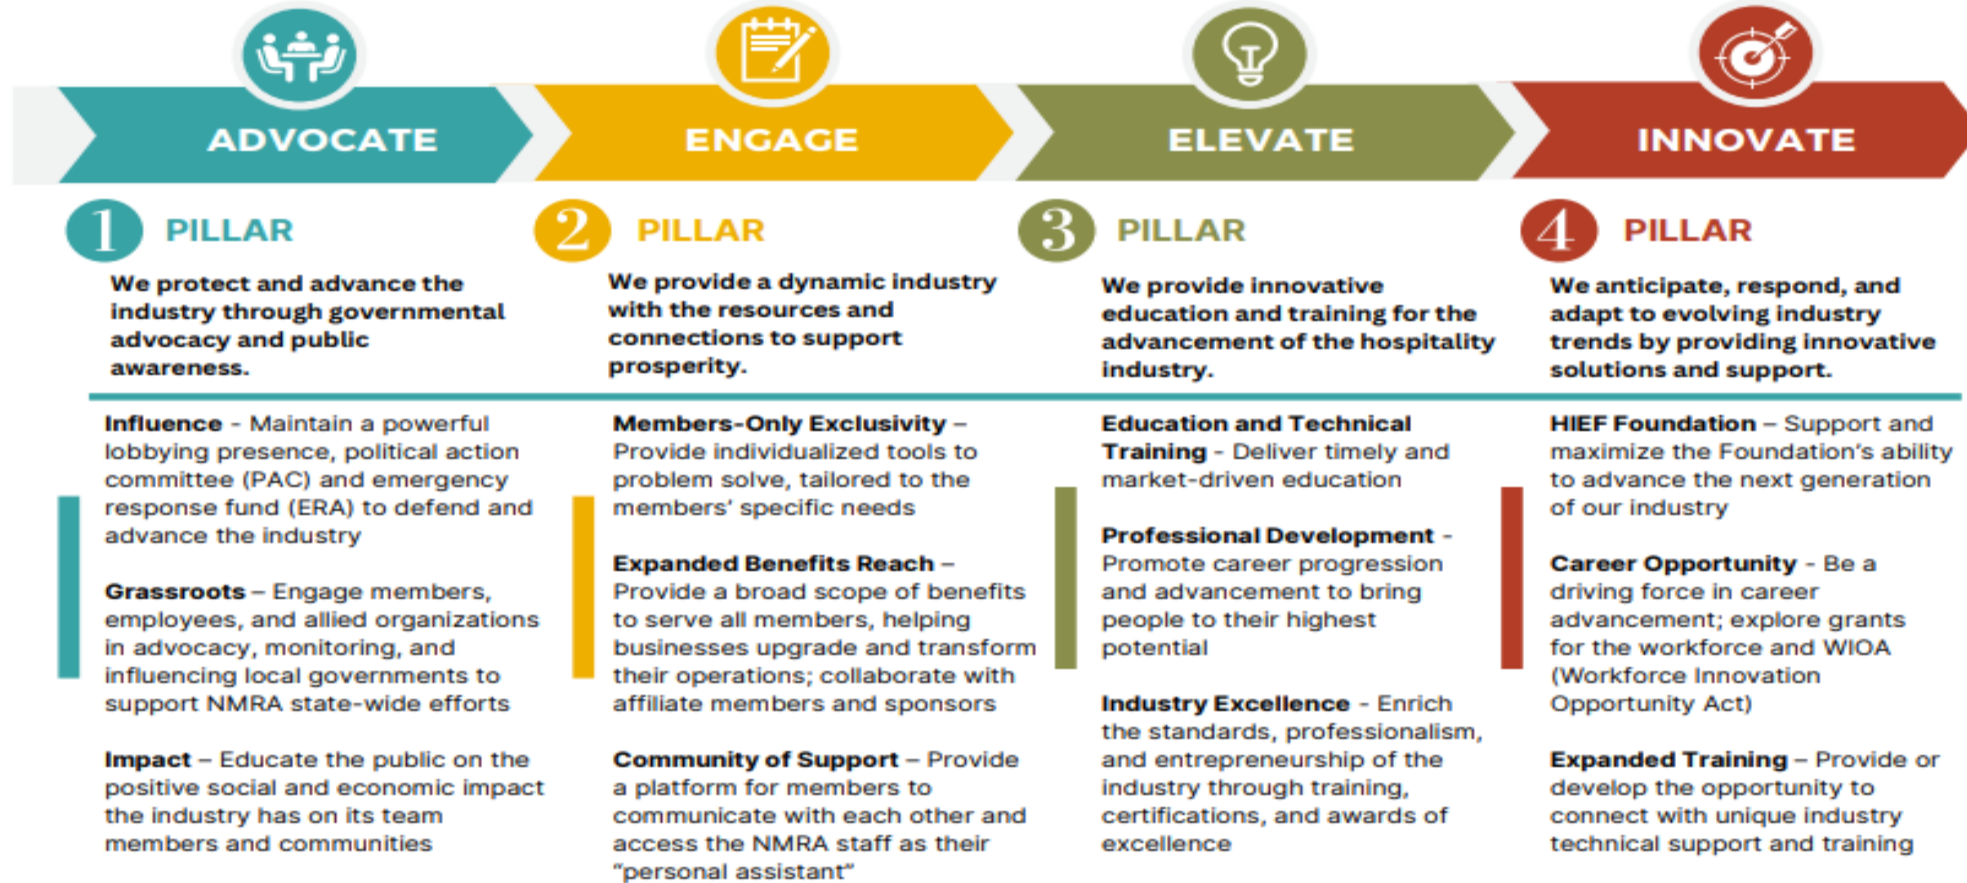 ADVOCATE
ENGAGE
ELEVATE
INNOVATE
1 PILLAR
We protect and advance the
industry through governmental
advocacy and public
awareness.
Influence - Maintain a powerful
lobbying presence, political action
committee (PAC) and emergency
response fund (ERA) to defend and
advance the industry
Grassroots – Engage members,
employees, and allied organizations
in advocacy, monitoring, and
influencing local governments to
support NMRA state-wide efforts
Impact – Educate the public on the
positive social and economic impact
the industry has on its team
members and communities
2 PILLAR
We provide a dynamic industry
with the resources and
connections to support
prosperity.
Members-Only Exclusivity –
Provide individualized tools to
problem solve, tailored to the
members’ specific needs
Expanded Benefits Reach –
Provide a broad scope of benefits
to serve all members, helping
businesses upgrade and transform
their operations; collaborate with
affiliate members and sponsors
Community of Support – Provide
a platform for members to
communicate with each other and
access the NMRA staff as their
“personal assistant”
3 PILLAR
We provide innovative
education and training for the
advancement of the hospitality
industry.
Education and Technical
Training - Deliver timely and
market-driven education
Professional Development -
Promote career progression
and advancement to bring
people to their highest
potential
Industry Excellence - Enrich
the standards, professionalism,
and entrepreneurship of the
industry through training,
certifications, and awards of
excellence
4 PILLAR
We anticipate, respond, and
adapt to evolving industry
trends by providing innovative
solutions and support.
HIEF Foundation – Support and
maximize the Foundation’s ability
to advance the next generation
of our industry
Career Opportunity - Be a
driving force in career
advancement; explore grants
for the workforce and WIOA
(Workforce Innovation
Opportunity Act)
Expanded Training – Provide or
develop the opportunity to
connect with unique industry
technical support and training